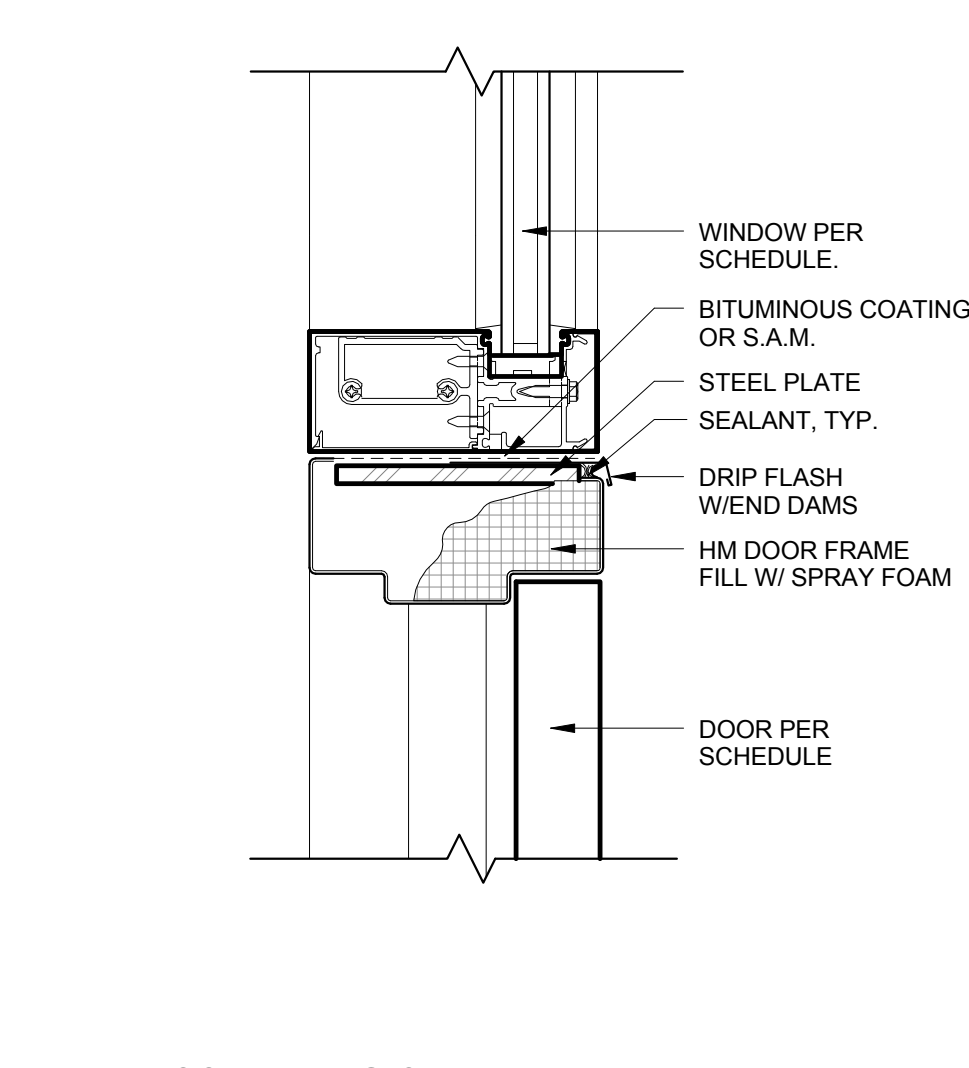 WINDOW PER
SCHEDULE.
BITUMINOUS COATING
OR S.A.M.
STEEL PLATE
SEALANT, TYP.
DRIP FLASH
W/END DAMS
HM DOOR FRAME
FILL W/ SPRAY FOAM
DOOR PER
SCHEDULE